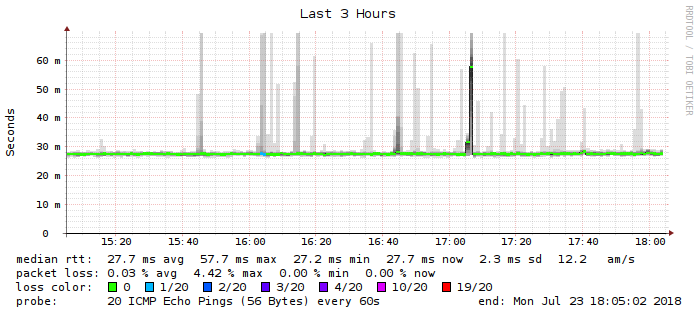 Last 3 Hours
RRDTOOL / TOBI OETIKER
Seconds
60 m
50 m
40 m
30 m
20 m
10 m
0
15:20 15:40 16:00 16:20 16:40 17:00 17:20 17:40 18:00
median rtt: 27.7 ms avg 57.7 ms max 27.2 ms min 27.7 ms now 2.3 ms sd 12.2 am/s
packet loss: 0.03 % avg 4.42 % max 0.00 % min 0.00 % now
loss color: 0 1/20 2/20 3/20 4/20 10/20 19/20
probe: 20 ICMP Echo Pings (56 Bytes) every 60s end: Mon Jul 23 18:05:02 2018